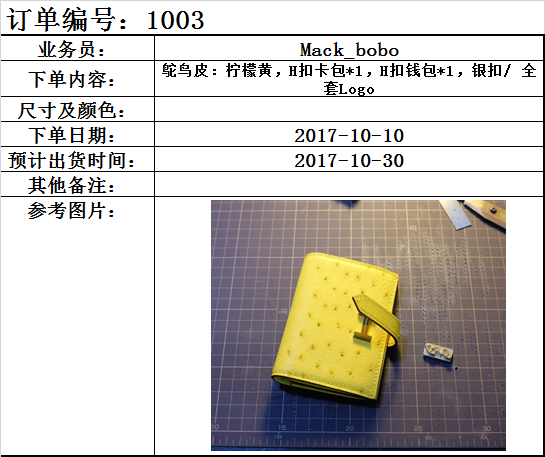 订单编号：1003
业务员：
Mack_bobo
下单内容：
鸵鸟皮：柠檬黄，H扣卡包*1，H扣钱包*1，银扣/ 全
套Logo
尺寸及颜色：
下单日期：
2017-10-10
预计出货时间：
2017-10-30
其他备注：
参考图片：